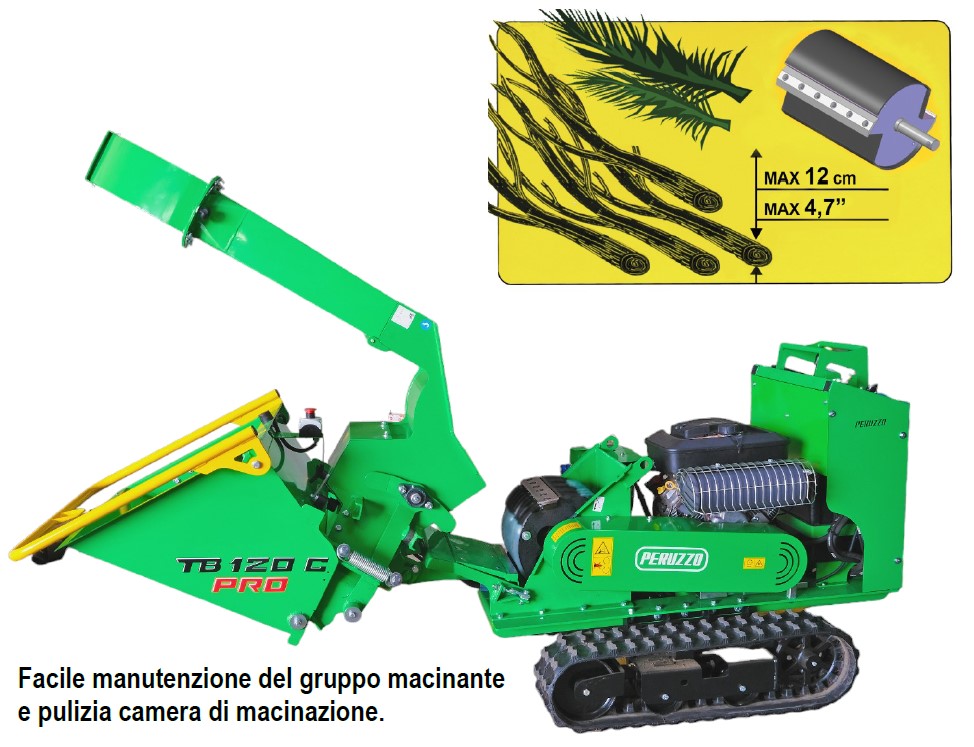 MAX 12 cm
MAX 4,7”
PERUZZO
PERUZZO
TB 120 C
PRO
Facile manutenzione del gruppo macinante
e pulizia camera di macinazione.